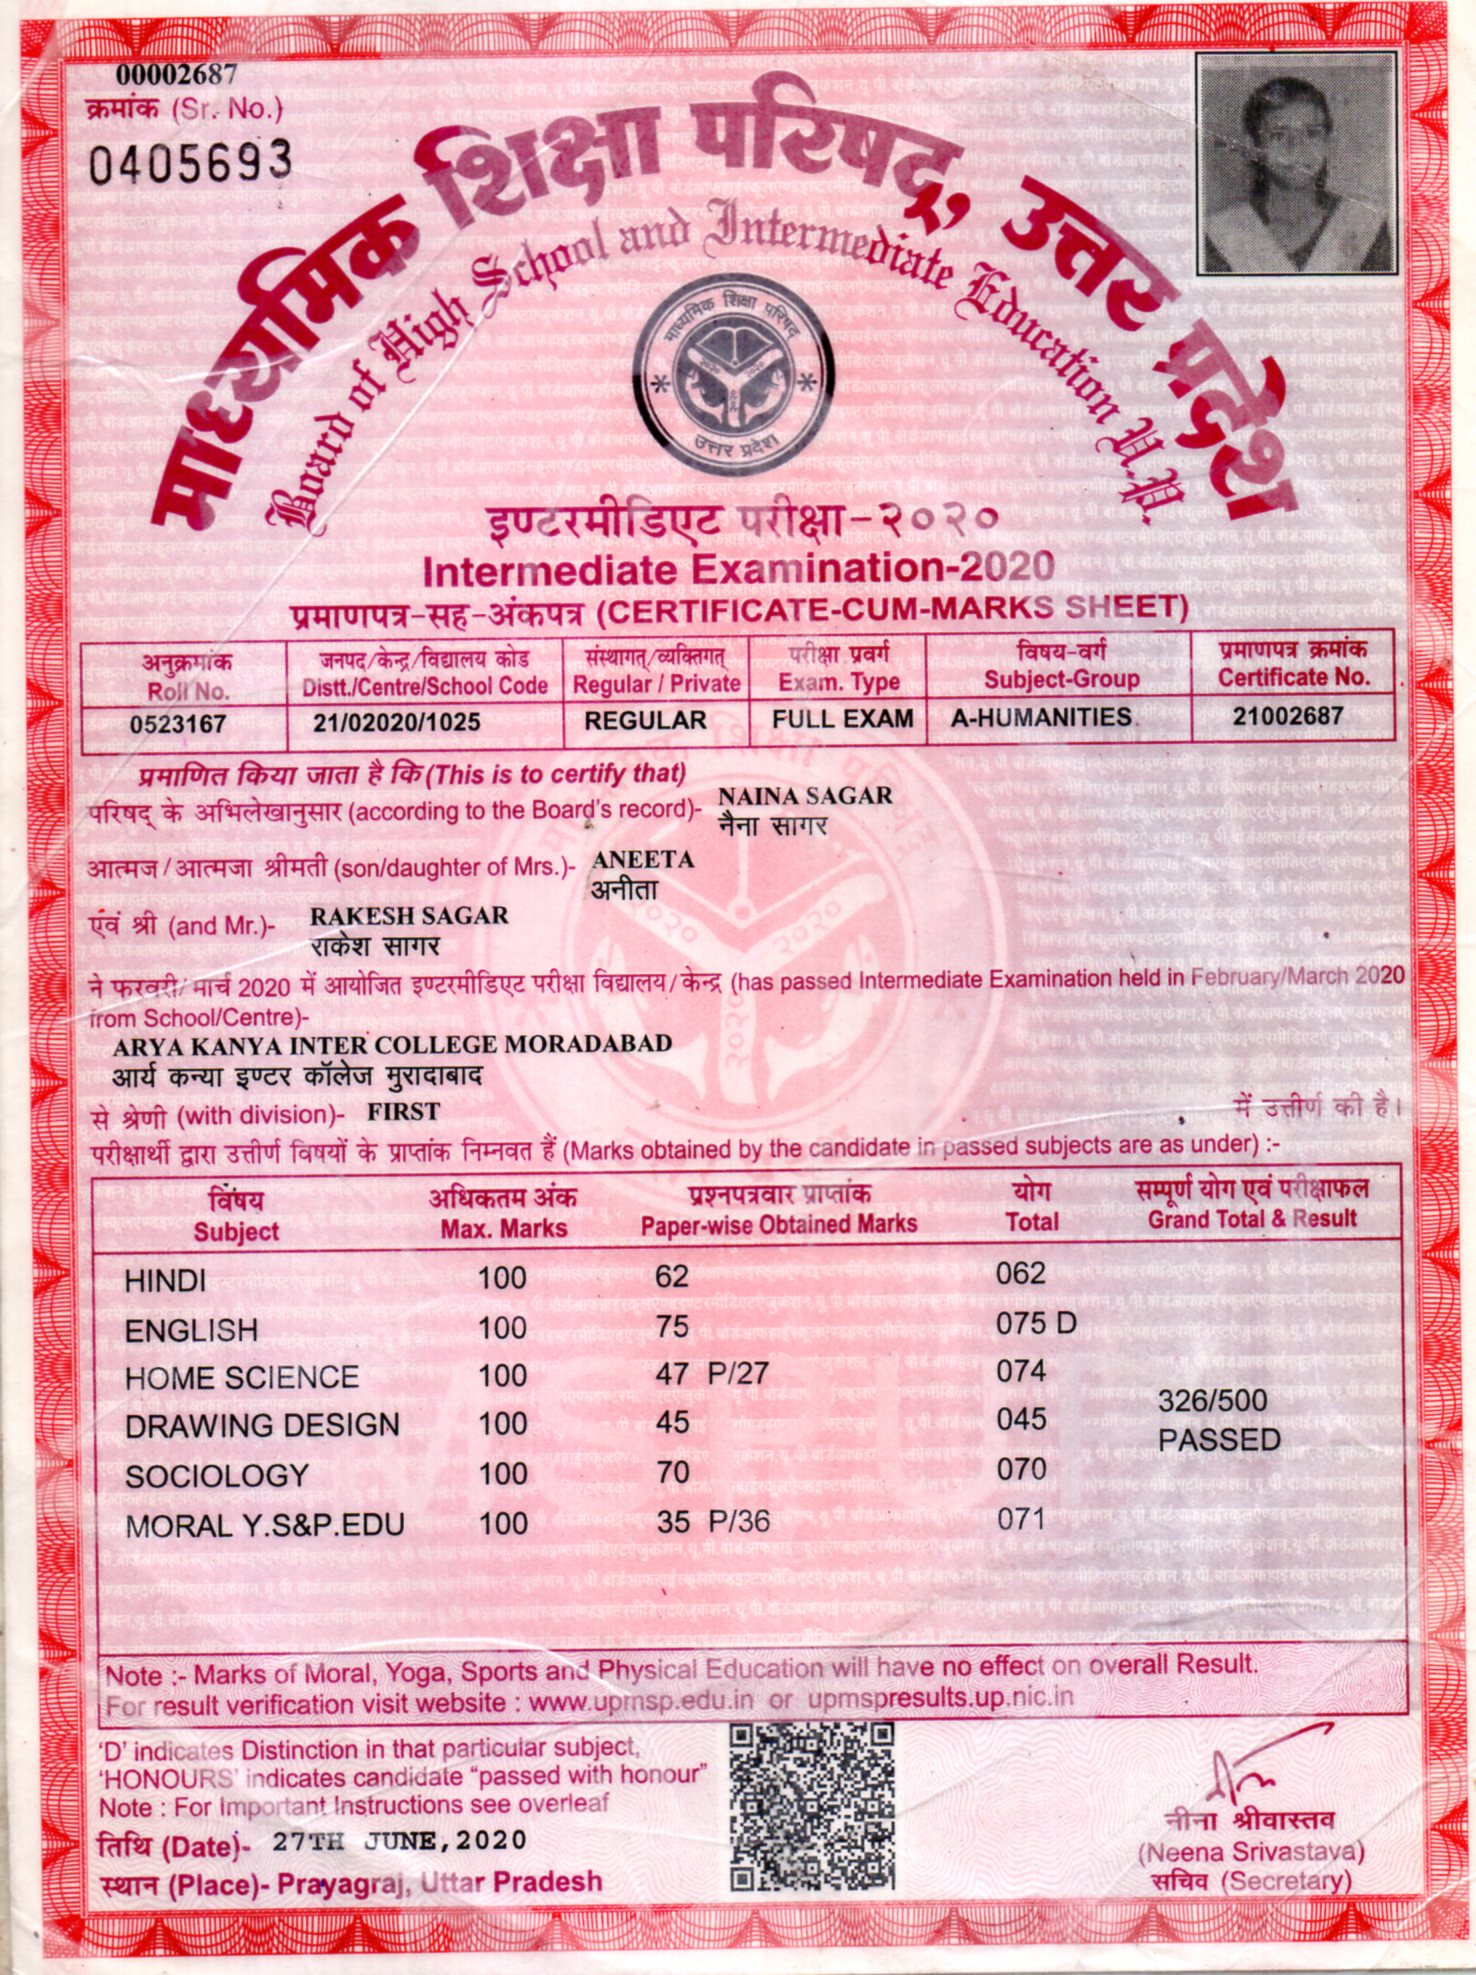 00002687
क्रमांक (Sr. No.)
0405693
माध्यमिक शिक्षा परिषद्, उत्तर प्रदेश
Board of High School and Intermediate Education U.P.
माध्यमिक शिक्षा परिषद्
२०२० २०२०
२०२०
उत्तर प्रदेश
इण्टरमीडिएट परीक्षा-२०२०
Intermediate Examination-2020
प्रमाणपत्र-सह-अंकपत्र (CERTIFICATE-CUM-MARKS SHEET)
अनुक्रमांक जनपद/केन्द्र/विद्यालय कोड संस्थागत/व्यक्तिगत परीक्षा प्रवर्ग विषय-वर्ग प्रमाणपत्र क्रमांक
Roll No. Distt./Centre/School Code Regular / Private Exam. Type Subject-Group Certificate No.
0523167 21/02020/1025 REGULAR FULL EXAM A-HUMANITIES 21002687
प्रमाणित किया जाता है कि (This is to certify that)
परिषद् के अभिलेखानुसार (according to the Board's record)- NAINA SAGAR
नैना सागर
आत्मज/आत्मजा श्रीमती (son/daughter of Mrs.)- ANEETA
अनीता
एवं श्री (and Mr.)- RAKESH SAGAR
राकेश सागर
ने फरवरी/मार्च 2020 में आयोजित इण्टरमीडिएट परीक्षा विद्यालय/केन्द्र (has passed Intermediate Examination held in February/March 2020
from School/Centre)-
ARYA KANYA INTER COLLEGE MORADABAD
आर्य कन्या इण्टर कॉलेज मुरादाबाद
से श्रेणी (with division)- FIRST में उत्तीर्ण की है।
परीक्षार्थी द्वारा उत्तीर्ण विषयों के प्राप्तांक निम्नवत हैं (Marks obtained by the candidate in passed subjects are as under) :-
विषय अधिकतम अंक प्रश्नपत्रवार प्राप्तांक योग सम्पूर्ण योग एवं परीक्षाफल
Subject Max. Marks Paper-wise Obtained Marks Total Grand Total & Result
HINDI 100 62 062
ENGLISH 100 75 075 D
HOME SCIENCE 100 47 P/27 074
326/500
DRAWING DESIGN 100 45 045
PASSED
SOCIOLOGY 100 70 070
MORAL Y.S&P.EDU 100 35 P/36 071
Note :- Marks of Moral, Yoga, Sports and Physical Education will have no effect on overall Result.
For result verification visit website : www.upmsp.edu.in or upmspresults.up.nic.in
'D' indicates Distinction in that particular subject,
'HONOURS' indicates candidate "passed with honour"
Note : For Important Instructions see overleaf
तिथि (Date)- 27TH JUNE,2020
स्थान (Place)- Prayagraj, Uttar Pradesh
नीना श्रीवास्तव
(Neena Srivastava)
सचिव (Secretary)